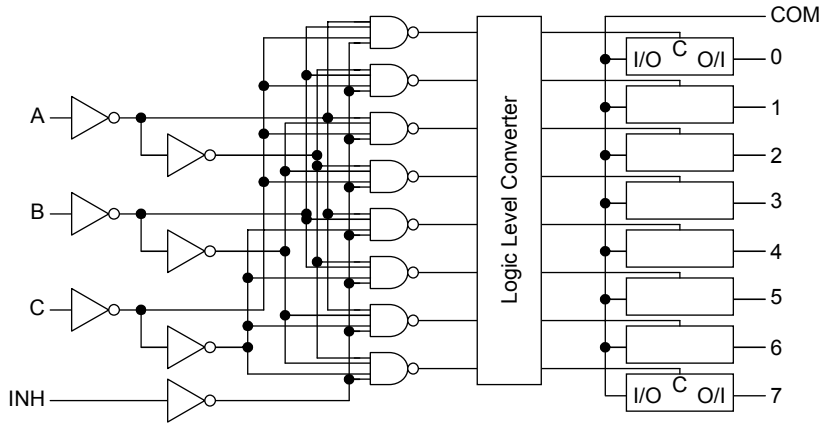 COM
I/O C O/I 0
1
A
2
3
B
4
Logic Level Converter
5
C
6
INH
I/O C O/I 7